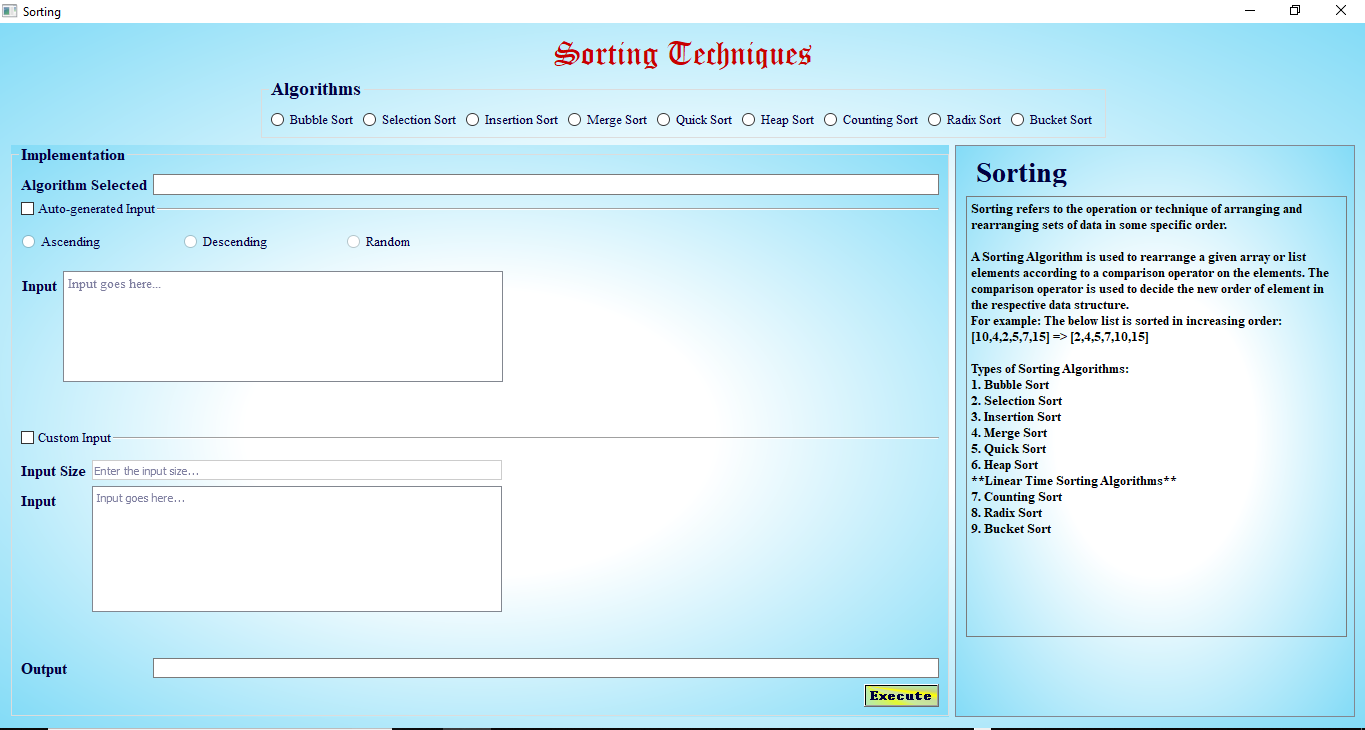 Sorting
Sorting Techniques
Algorithms
Bubble Sort Selection Sort Insertion Sort Merge Sort Quick Sort Heap Sort Counting Sort Radix Sort Bucket Sort
Implementation
Algorithm Selected
Auto-generated Input
Ascending Descending Random
Input
Input goes here...
Custom Input
Input Size
Enter the input size...
Input
Input goes here...
Output
Execute
Sorting
Sorting refers to the operation or technique of arranging and
rearranging sets of data in some specific order.
A Sorting Algorithm is used to rearrange a given array or list
elements according to a comparison operator on the elements. The
comparison operator is used to decide the new order of element in
the respective data structure.
For example: The below list is sorted in increasing order:
[10,4,2,5,7,15] => [2,4,5,7,10,15]
Types of Sorting Algorithms:
1. Bubble Sort
2. Selection Sort
3. Insertion Sort
4. Merge Sort
5. Quick Sort
6. Heap Sort
**Linear Time Sorting Algorithms**
7. Counting Sort
8. Radix Sort
9. Bucket Sort